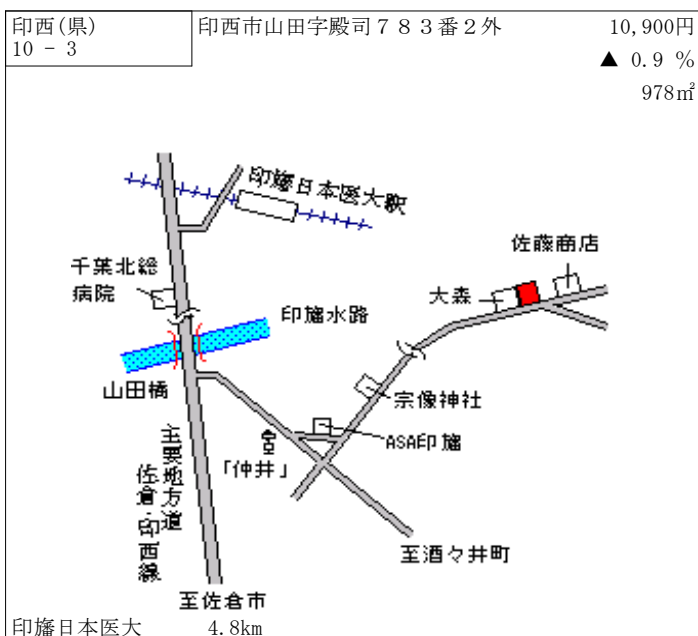 印西(県)
10 - 3
印西市山田字殿司７８３番２外
10,900円
▲ 0.9 %
978㎡
印旛日本医大駅
千葉北総
病院
印旛水路
山田橋
佐藤商店
大森
宗像神社
ASA印旛
「仲井」
主要地方道
佐倉・印西線
至酒々井町
至佐倉市
印旛日本医大
4.8km